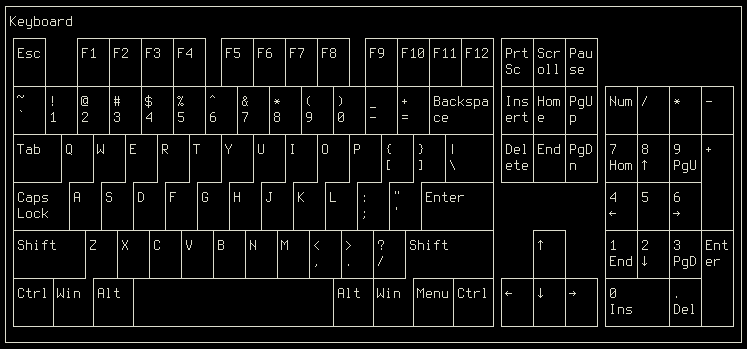 Keyboard
Esc F1 F2 F3 F4 F5 F6 F7 F8 F9 F10 F11 F12 Prt Scr Pau
Sc oll se
~ ! @ # $ % ^ & * ( ) _ + Backspa Ins Hom PgU Num / * -
` 1 2 3 4 5 6 7 8 9 0 - = ce ert e p
Tab Q W E R T Y U I O P { } | Del End PgD 7 8 9 +
[ ] \ ete n Hom ↑ PgU
Caps A S D F G H J K L : " Enter 4 5 6
Lock ; ' ← →
Shift Z X C V B N M < > ? Shift ↑ 1 2 3 Ent
, . / End ↓ PgD er
Ctrl Win Alt Alt Win Menu Ctrl ← ↓ → 0 .
Ins Del